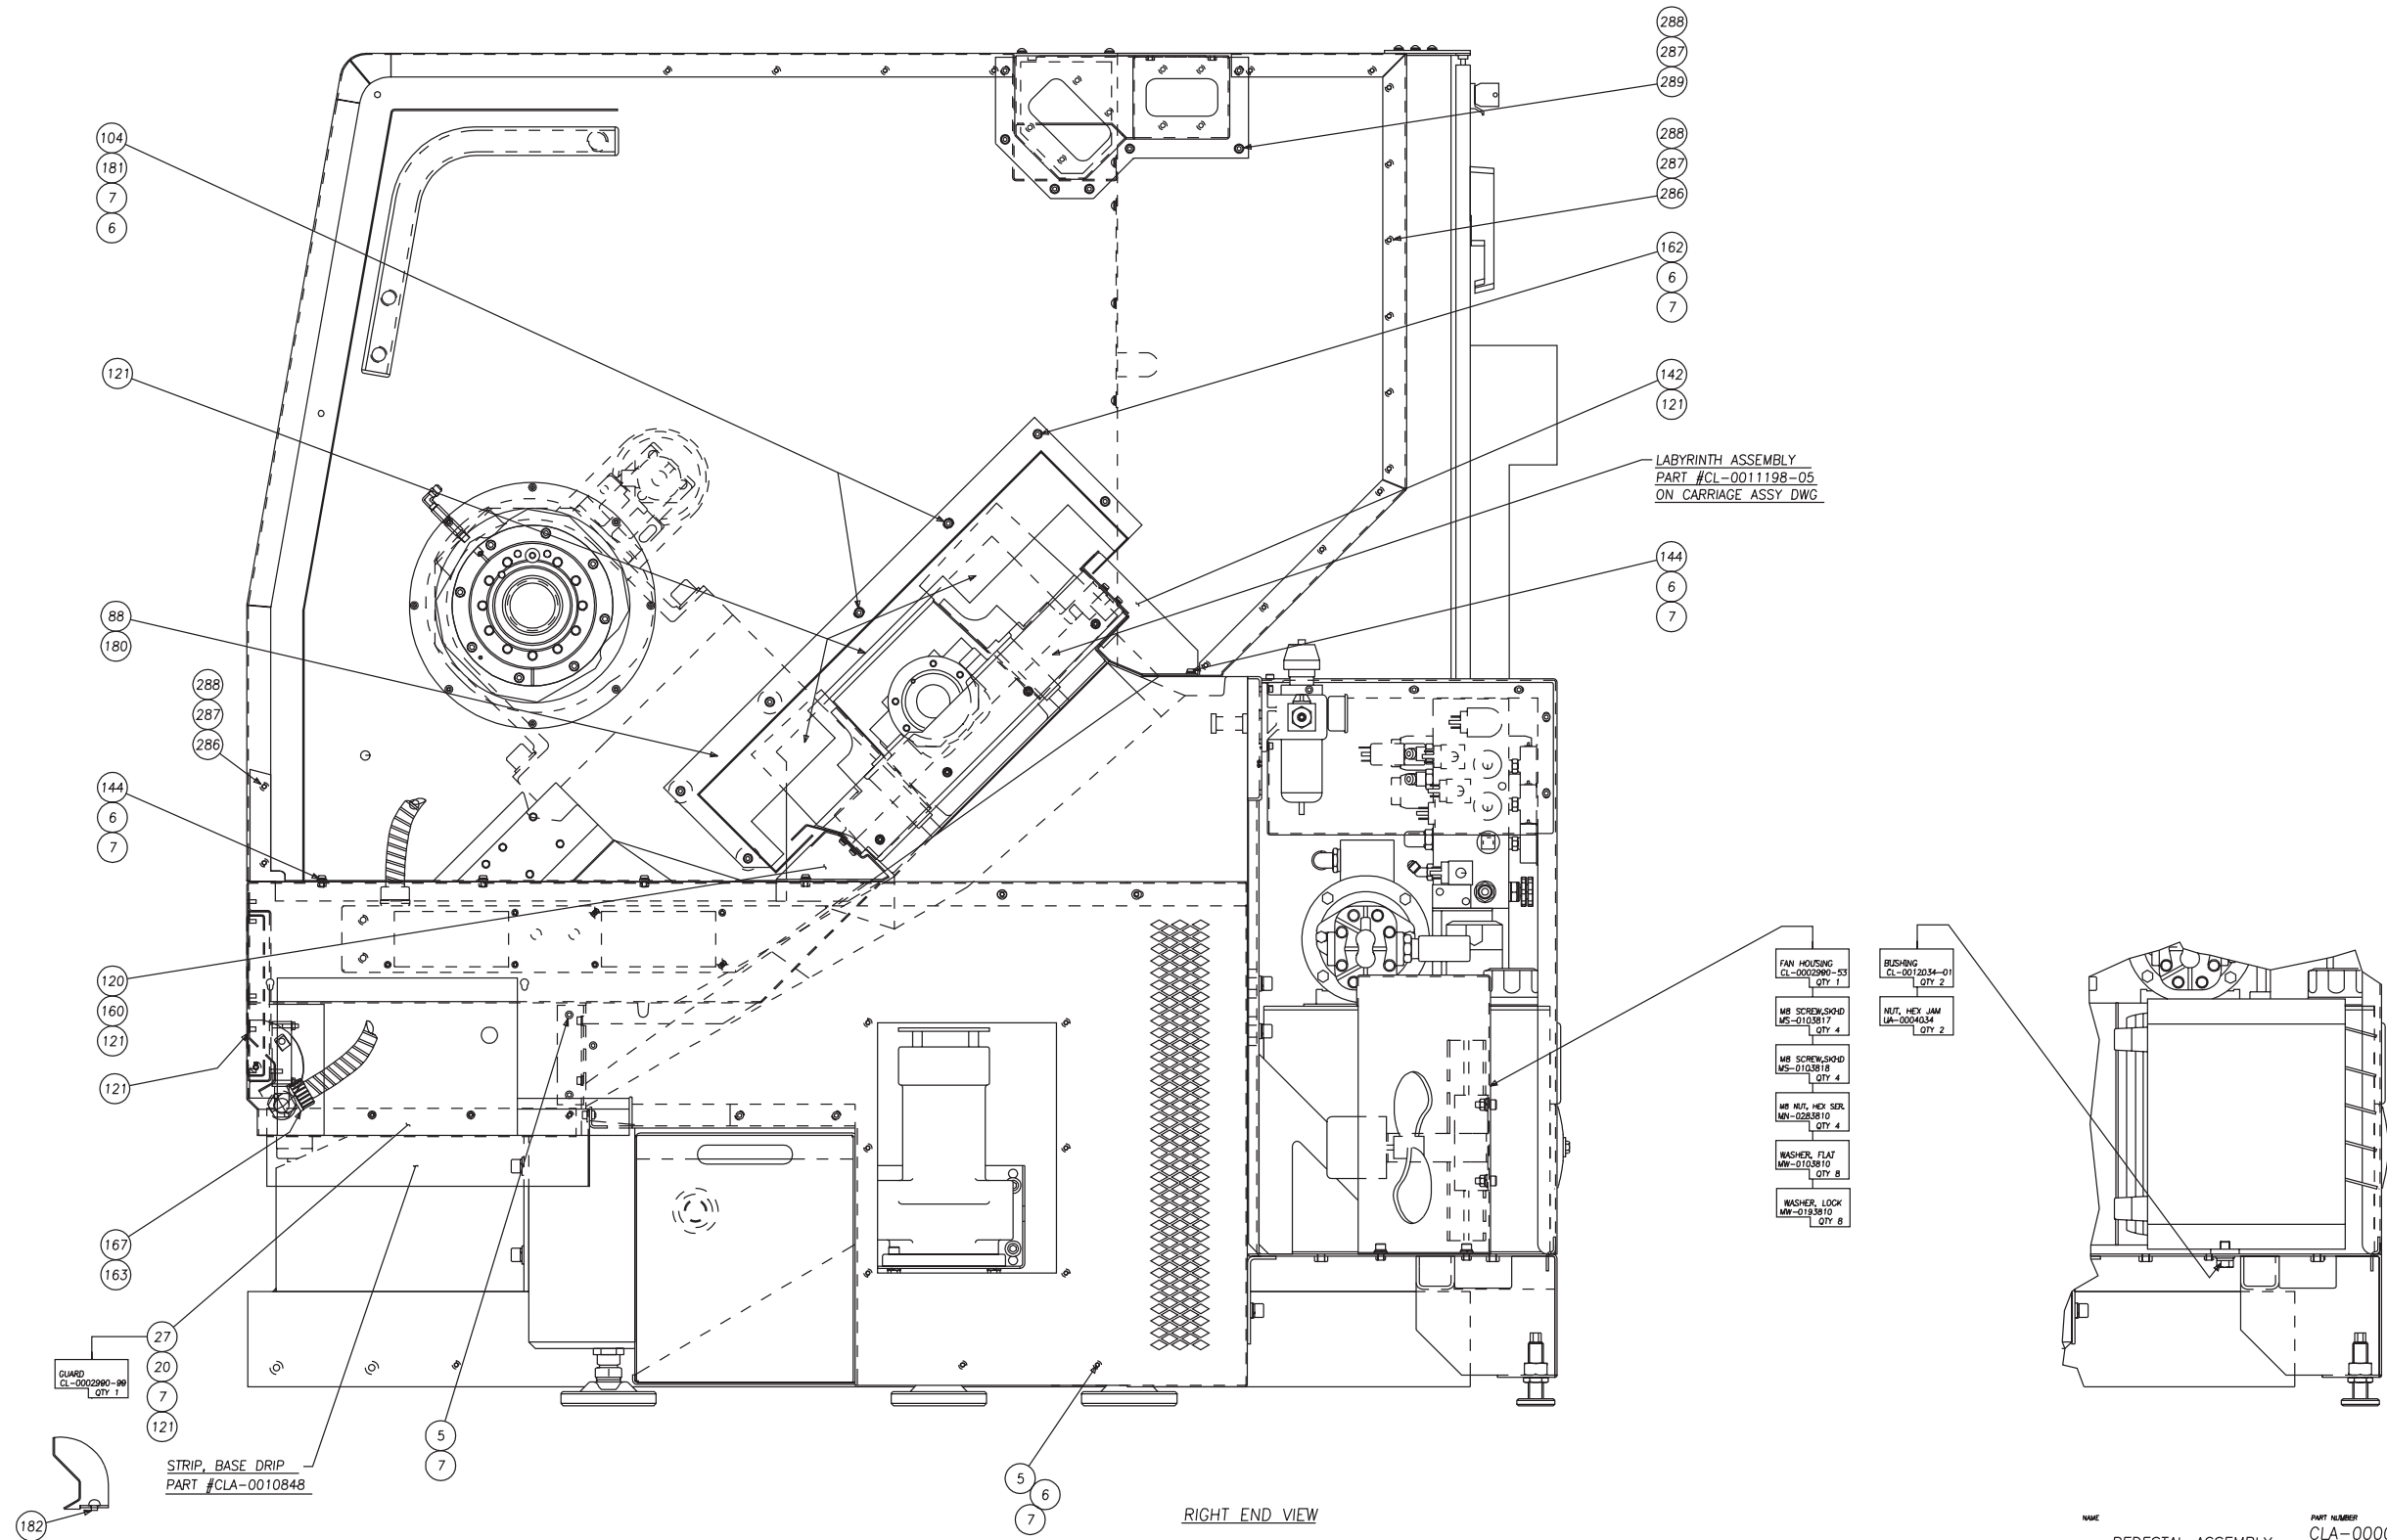 288
287
289
288
287
286
104
181
7
6
162
6
7
121
142
121
LABYRINTH ASSEMBLY
PART #CL-0011198-05
ON CARRIAGE ASSY DWG
144
6
7
88
180
288
287
286
144
6
7
120
160
121
121
167
163
27
20
7
121
GUARD
CL-0002990-99
QTY 1
182
STRIP, BASE DRIP
PART #CLA-0010848
5
7
5
6
7
FAN HOUSING
CL-0002990-53
QTY 1
M8 SCREW,SKHD
MS-0103817
QTY 4
M8 SCREW,SKHD
MS-0103818
QTY 4
M8 NUT, HEX SER.
MN-0283810
QTY 4
WASHER, FLAT
MW-0103810
QTY 8
WASHER, LOCK
MW-0193810
QTY 8
BUSHING
CL-0012034-01
QTY 2
NUT, HEX JAM
UA-0004034
QTY 2
RIGHT END VIEW
NAME
PEDESTAL ASSEMBLY
PART NUMBER
CLA-0000